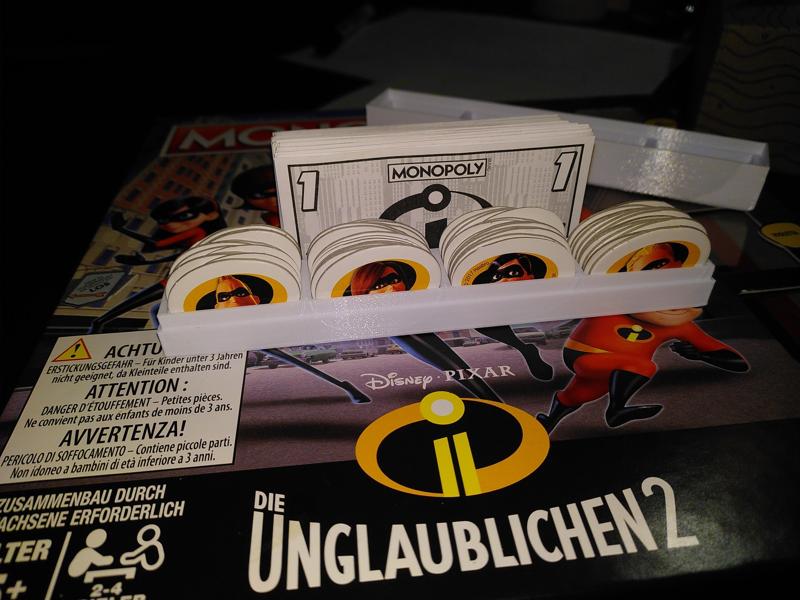 MONO
MONOPOLY
1
1
ACHTU
ERSTICKUNGSGEFAHR – Für Kinder unter 3 Jahren
nicht geeignet, da Kleinteile enthalten sind.
ATTENTION :
DANGER D'ÉTOUFFEMENT – Petites pièces.
Ne convient pas aux enfants de moins de 3 ans.
AVVERTENZA!
PERICOLO DI SOFFOCAMENTO – Contiene piccole parti.
Non idoneo a bambini di età inferiore a 3 anni.
DISNEY · PIXAR
DIE
UNGLAUBLICHEN 2
ZUSAMMENBAU DURCH
ACHSENE ERFORDERLICH
LTER
+
2-4